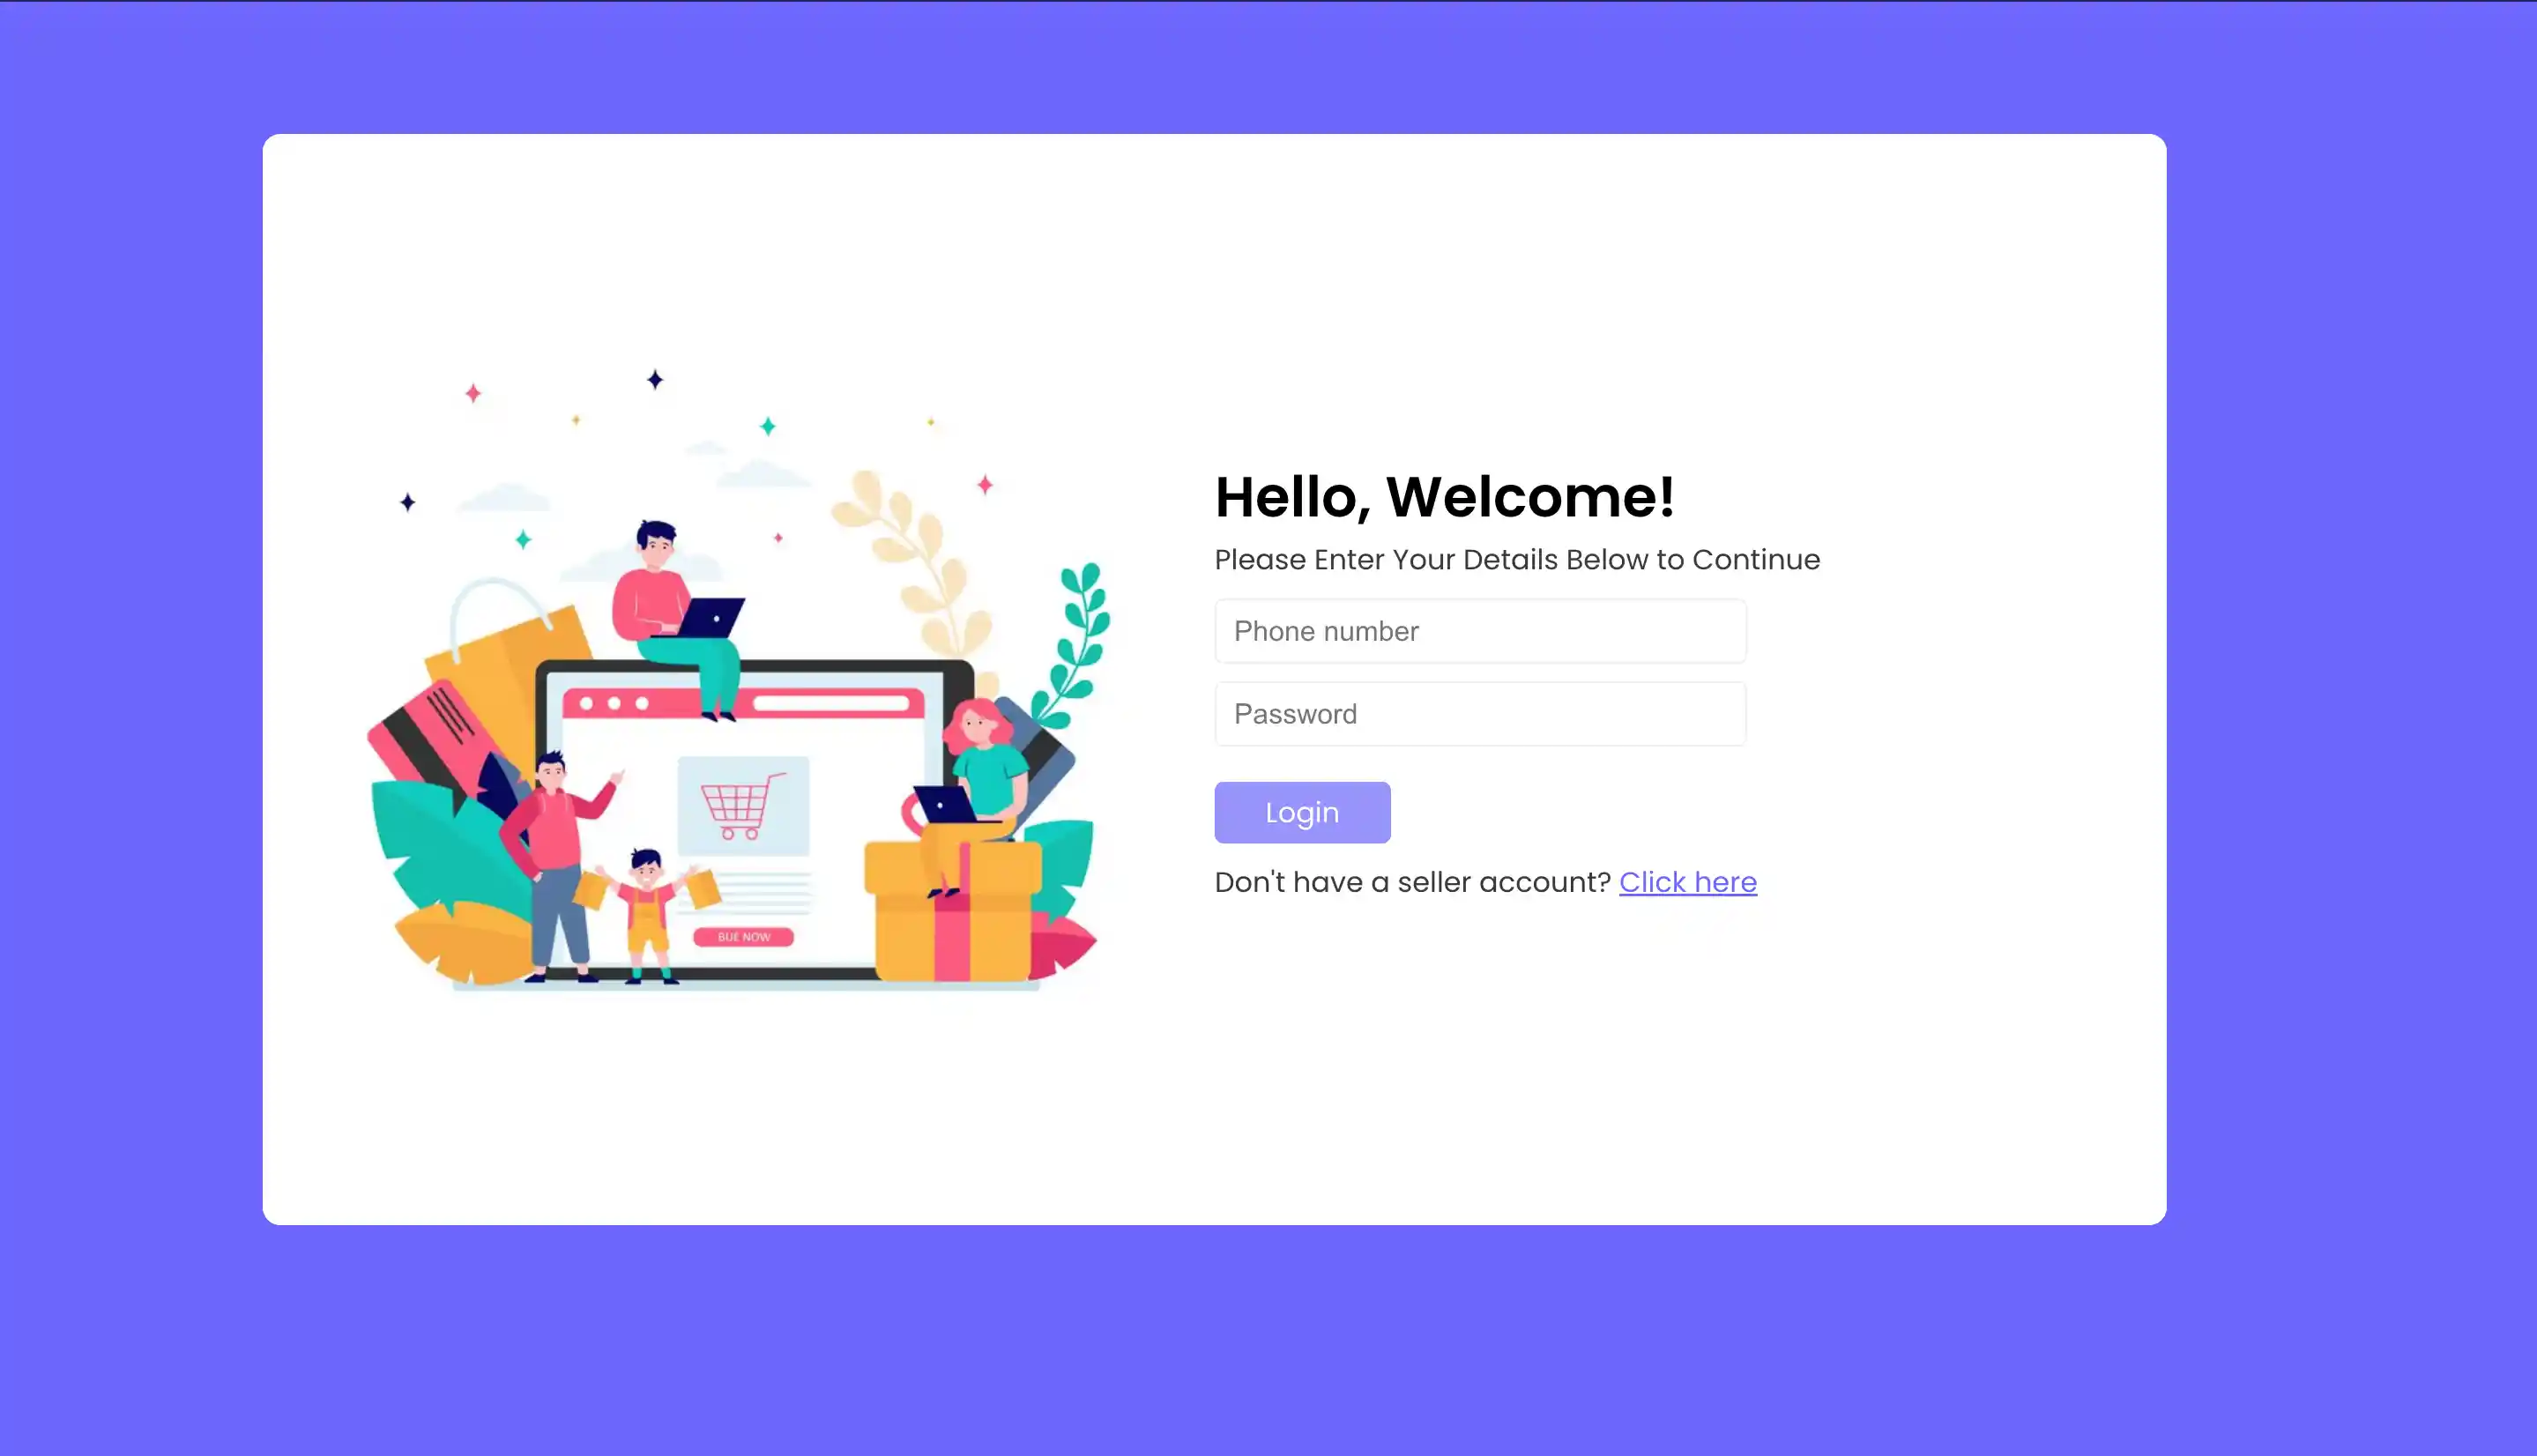 Hello, Welcome!
Please Enter Your Details Below to Continue
Phone number
Password
Login
Don't have a seller account? Click here
BUE NOW